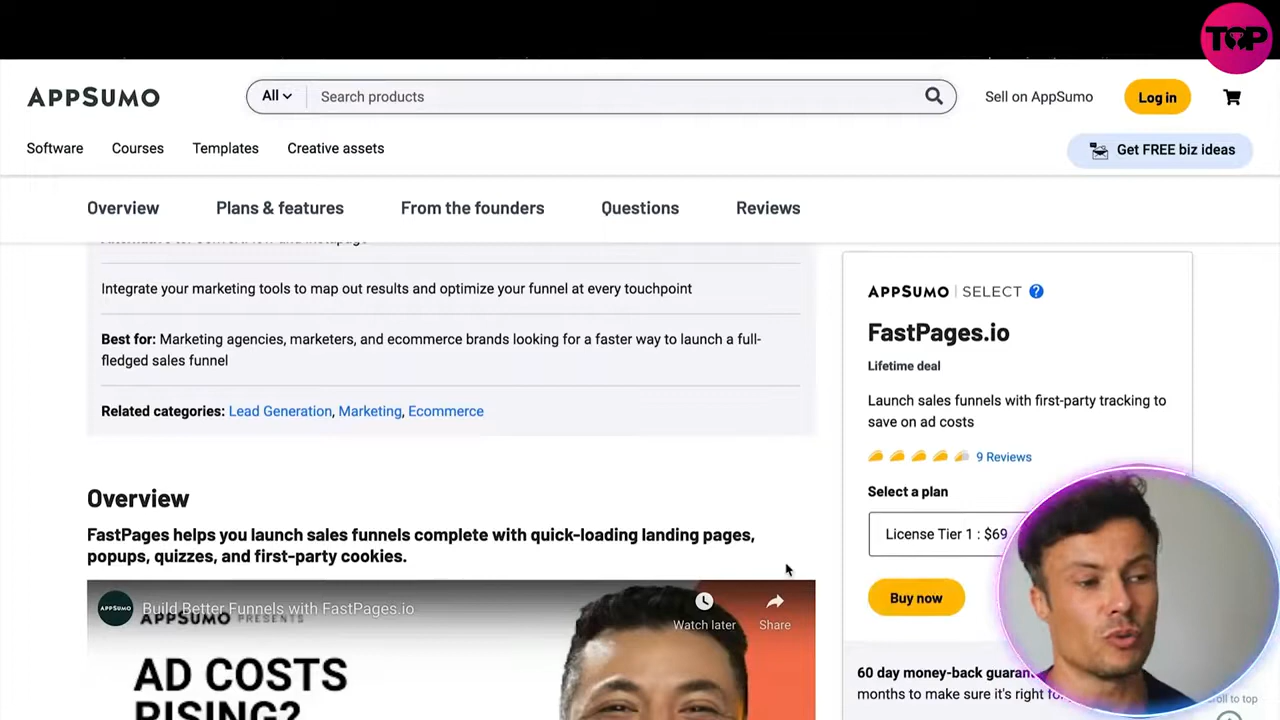 TOP
APPSUMO
All
Search products
Sell on AppSumo
Log in
Software
Courses
Templates
Creative assets
Get FREE biz ideas
Overview
Plans & features
From the founders
Questions
Reviews
Integrate your marketing tools to map out results and optimize your funnel at every touchpoint
Best for: Marketing agencies, marketers, and ecommerce brands looking for a faster way to launch a full-
fledged sales funnel
Related categories: Lead Generation, Marketing, Ecommerce
Overview
FastPages helps you launch sales funnels complete with quick-loading landing pages,
popups, quizzes, and first-party cookies.
APPSUMO
Build Better Funnels with FastPages.io
APPSUMO PRESENTS
Watch later
Share
AD COSTS
RISING?
APPSUMO | SELECT ?
FastPages.io
Lifetime deal
Launch sales funnels with first-party tracking to
save on ad costs
9 Reviews
Select a plan
License Tier 1 : $69
Buy now
60 day money-back
months to make sure it's right
to top